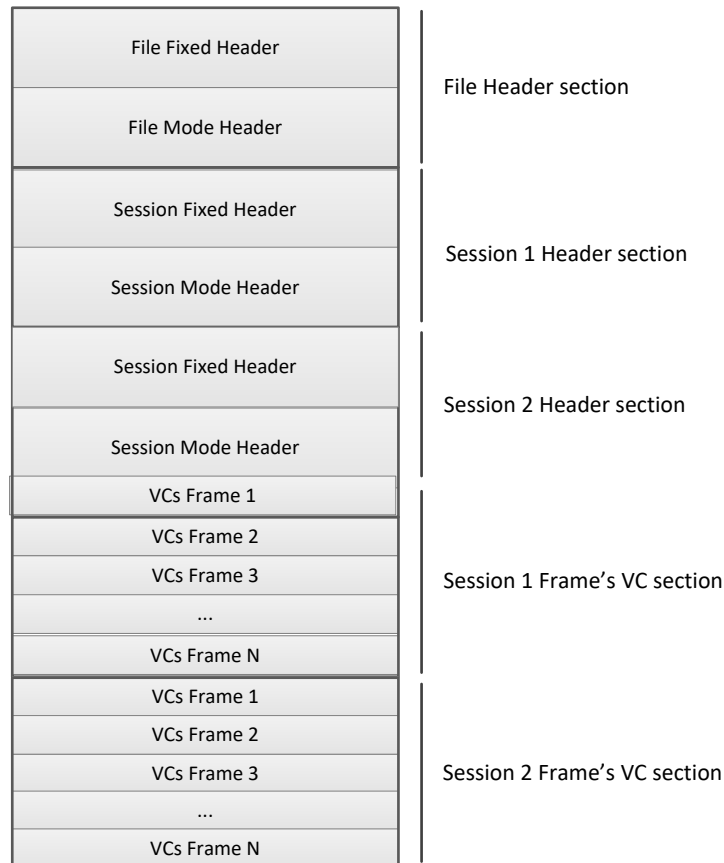 File Fixed Header
File Header section
File Mode Header
Session Fixed Header
Session 1 Header section
Session Mode Header
Session Fixed Header
Session 2 Header section
Session Mode Header
VCs Frame 1
VCs Frame 2
VCs Frame 3
Session 1 Frame’s VC section
...
VCs Frame N
VCs Frame 1
VCs Frame 2
VCs Frame 3
Session 2 Frame’s VC section
...
VCs Frame N